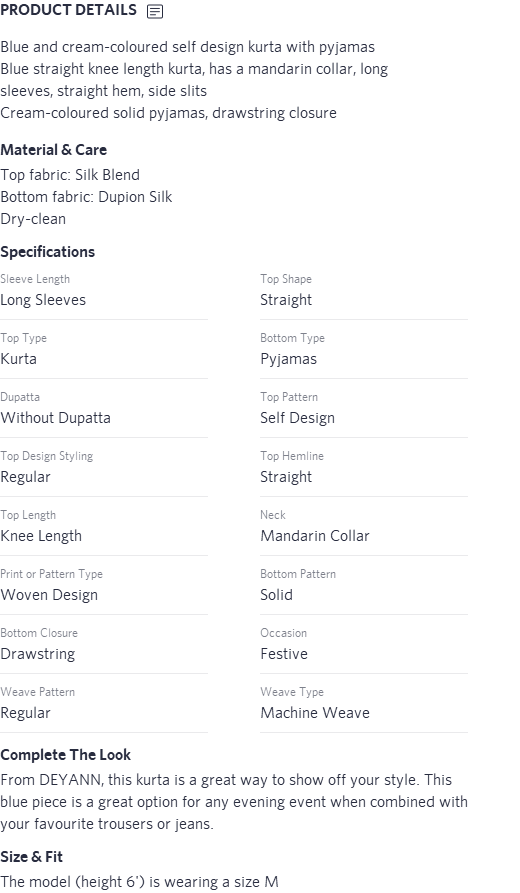 PRODUCT DETAILS
Blue and cream-coloured self design kurta with pyjamas
Blue straight knee length kurta, has a mandarin collar, long
sleeves, straight hem, side slits
Cream-coloured solid pyjamas, drawstring closure
Material & Care
Top fabric: Silk Blend
Bottom fabric: Dupion Silk
Dry-clean
Specifications
Sleeve Length
Long Sleeves
Top Shape
Straight
Top Type
Kurta
Bottom Type
Pyjamas
Dupatta
Without Dupatta
Top Pattern
Self Design
Top Design Styling
Regular
Top Hemline
Straight
Top Length
Knee Length
Neck
Mandarin Collar
Print or Pattern Type
Woven Design
Bottom Pattern
Solid
Bottom Closure
Drawstring
Occasion
Festive
Weave Pattern
Regular
Weave Type
Machine Weave
Complete The Look
From DEYANN, this kurta is a great way to show off your style. This
blue piece is a great option for any evening event when combined with
your favourite trousers or jeans.
Size & Fit
The model (height 6') is wearing a size M